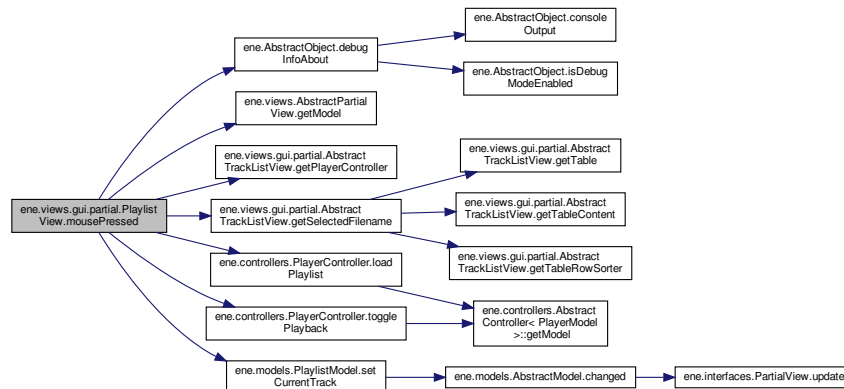 ene.views.gui.partial.Playlist
View.mousePressed
ene.AbstractObject.debug
InfoAbout
ene.views.AbstractPartial
View.getModel
ene.views.gui.partial.Abstract
TrackListView.getPlayerController
ene.views.gui.partial.Abstract
TrackListView.getSelectedFilename
ene.controllers.PlayerController.load
Playlist
ene.controllers.PlayerController.toggle
Playback
ene.models.PlaylistModel.set
CurrentTrack
ene.AbstractObject.console
Output
ene.AbstractObject.isDebug
ModeEnabled
ene.views.gui.partial.Abstract
TrackListView.getTable
ene.views.gui.partial.Abstract
TrackListView.getTableContent
ene.views.gui.partial.Abstract
TrackListView.getTableRowSorter
ene.controllers.Abstract
Controller< PlayerModel
>::getModel
ene.models.AbstractModel.changed
ene.interfaces.PartialView.update